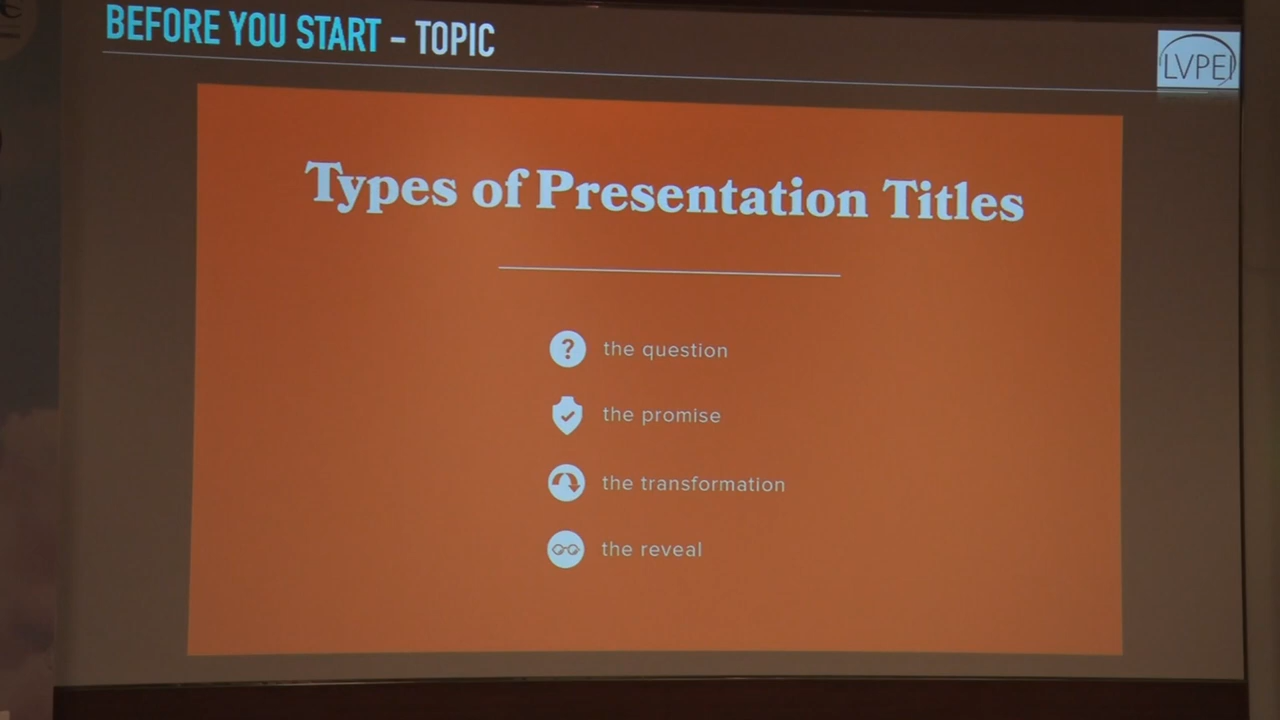 BEFORE YOU START - TOPIC
LVPEI
Types of Presentation Titles
? the question
the promise
the transformation
the reveal